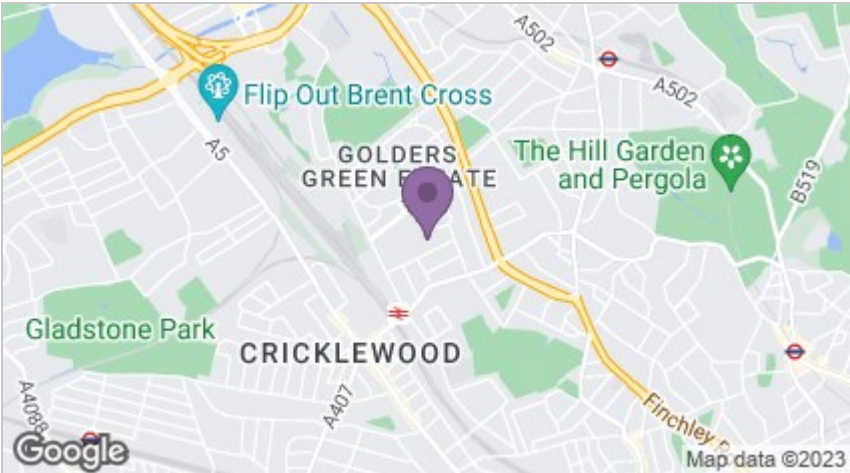 A502
A502
Flip Out Brent Cross
A5
GOLDERS
GREEN ESTATE
The Hill Garden
and Pergola
B519
Gladstone Park
CRICKLEWOOD
A4088
A407
Finchley
Google
Map data ©2023